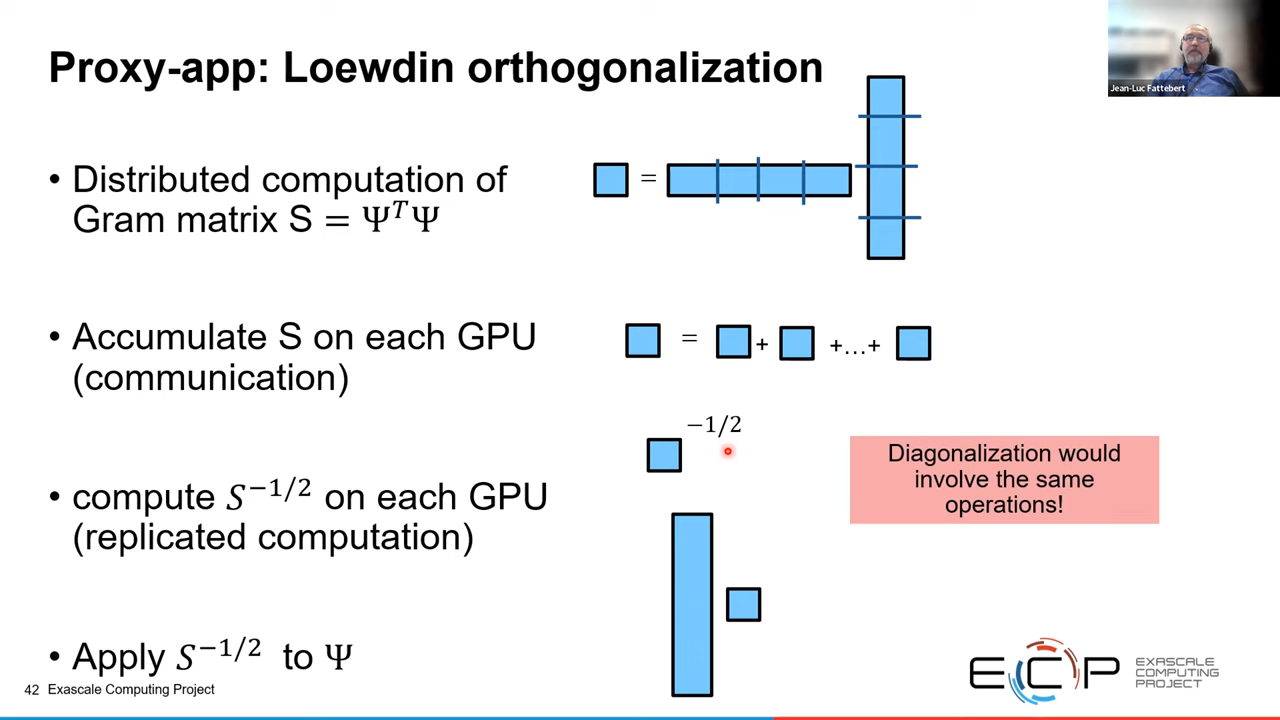 Proxy-app: Loewdin orthogonalization
Jean-Luc Fattebert
• Distributed computation of
Gram matrix S = Ψ^T Ψ
=
• Accumulate S on each GPU
(communication)
= + +…+
−1/2
• compute S^{−1/2} on each GPU
(replicated computation)
Diagonalization would
involve the same
operations!
• Apply S^{−1/2} to Ψ
42 Exascale Computing Project
ECP
EXASCALE
COMPUTING
PROJECT